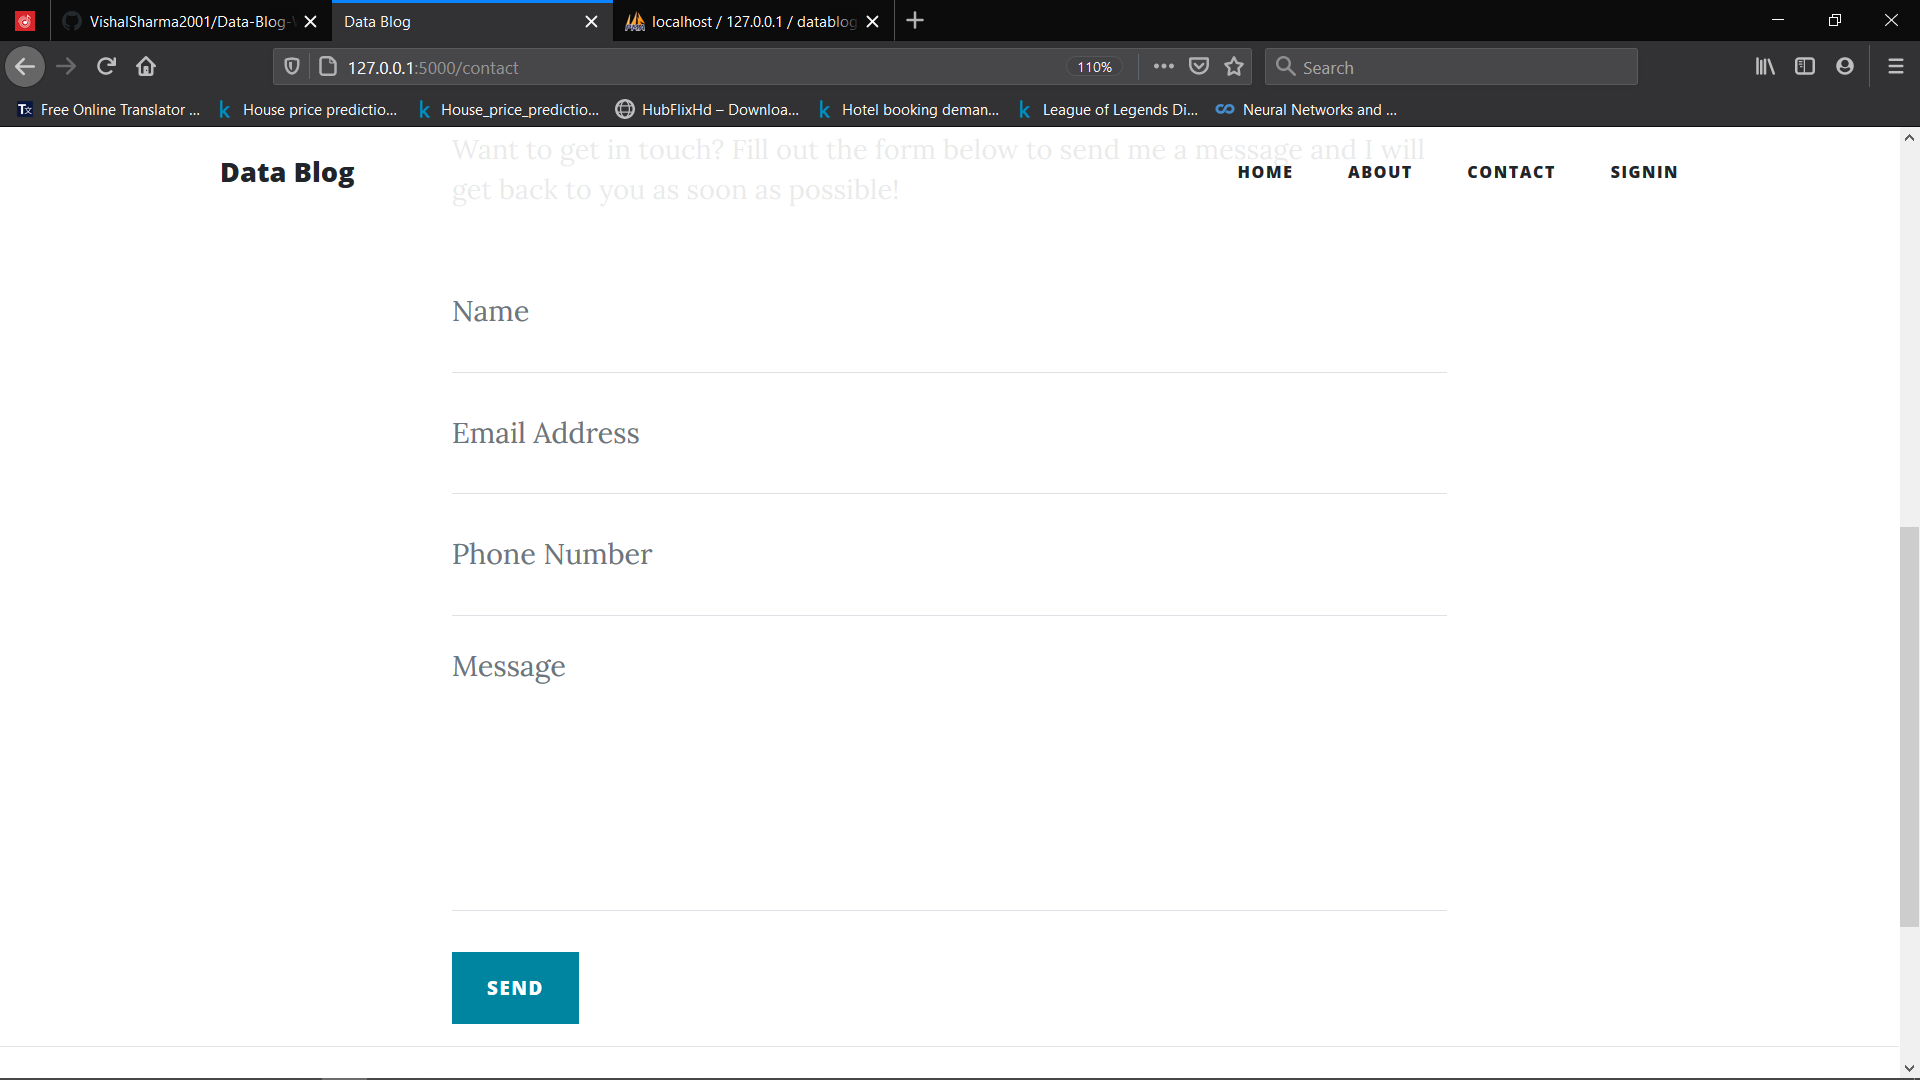 VishalSharma2001/Data-Blog-
Data Blog
localhost / 127.0.0.1 / datablog
127.0.0.1:5000/contact
110%
Search
Free Online Translator ...
House price predictio...
House_price_predictio...
HubFlixHd – Downloa...
Hotel booking deman...
League of Legends Di...
Neural Networks and ...
Data Blog
HOME
ABOUT
CONTACT
SIGNIN
Want to get in touch? Fill out the form below to send me a message and I will
get back to you as soon as possible!
Name
Email Address
Phone Number
Message
SEND